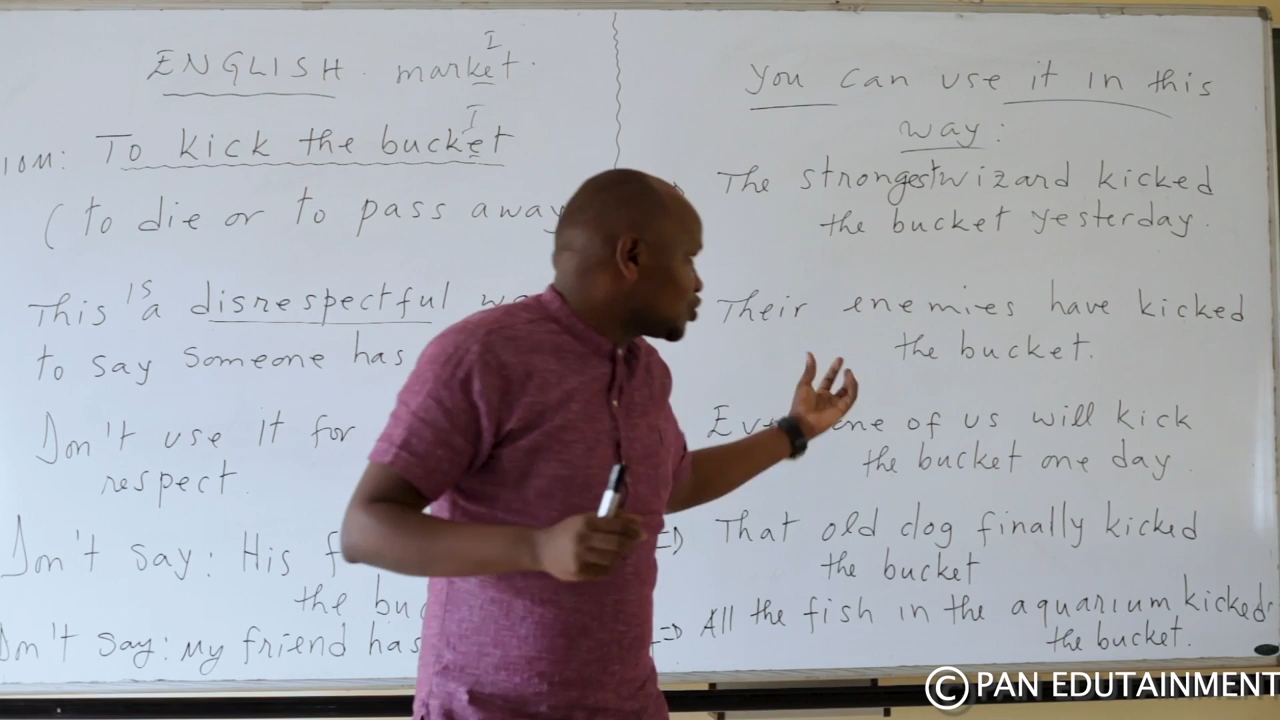 I
ENGLISH. market.
I
: To kick the bucket
(to die or to pass away
This is a disrespectful
to say someone has
Don't use it for
respect.
Don't say: His
the
Don't say: my friend has
you can use it in this
way:
The strongest wizard kicked
the bucket yesterday.
Their enemies have kicked
the bucket.
of us will kick
the bucket one day.
That old dog finally kicked
the bucket
All the fish in the aquarium kicked
the bucket.
© PAN EDUTAINMENT